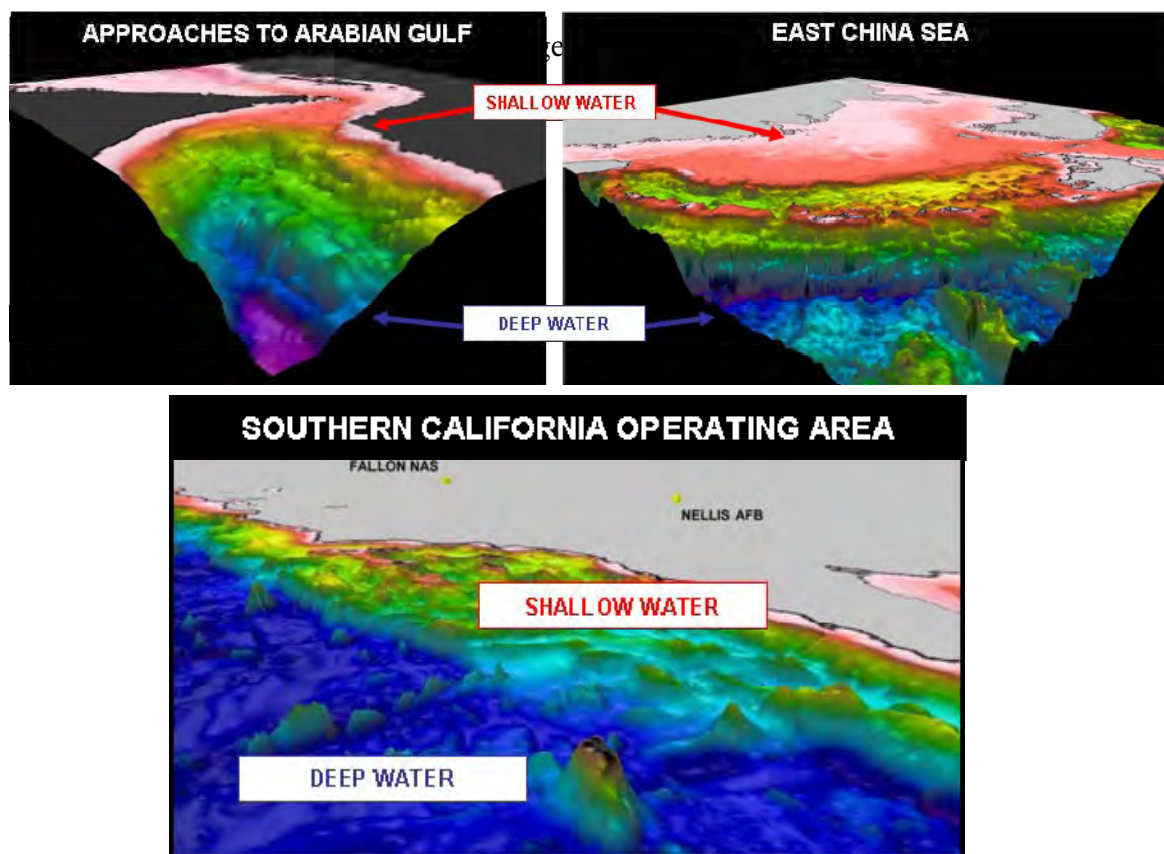 APPROACHES TO ARABIAN GULF
EAST CHINA SEA
SHALLOW WATER
DEEP WATER
SOUTHERN CALIFORNIA OPERATING AREA
FALLON NAS
NELLIS AFB
SHALLOW WATER
DEEP WATER